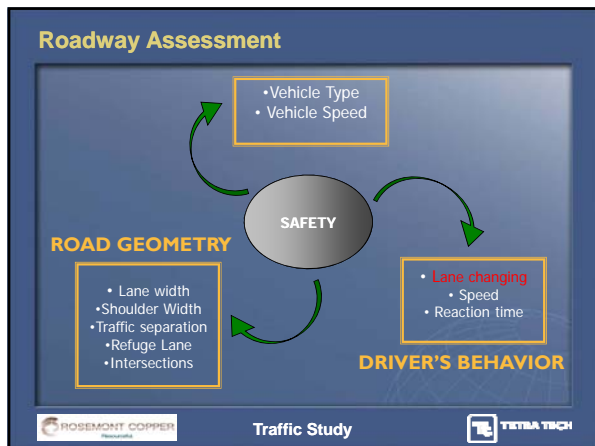 Roadway Assessment
•Vehicle Type
• Vehicle Speed
SAFETY
ROAD GEOMETRY
• Lane width
•Shoulder Width
•Traffic separation
•Refuge Lane
•Intersections
• Lane changing
• Speed
• Reaction time
DRIVER'S BEHAVIOR
ROSEMONT COPPER
Resourceful
Traffic Study
TETRA TECH